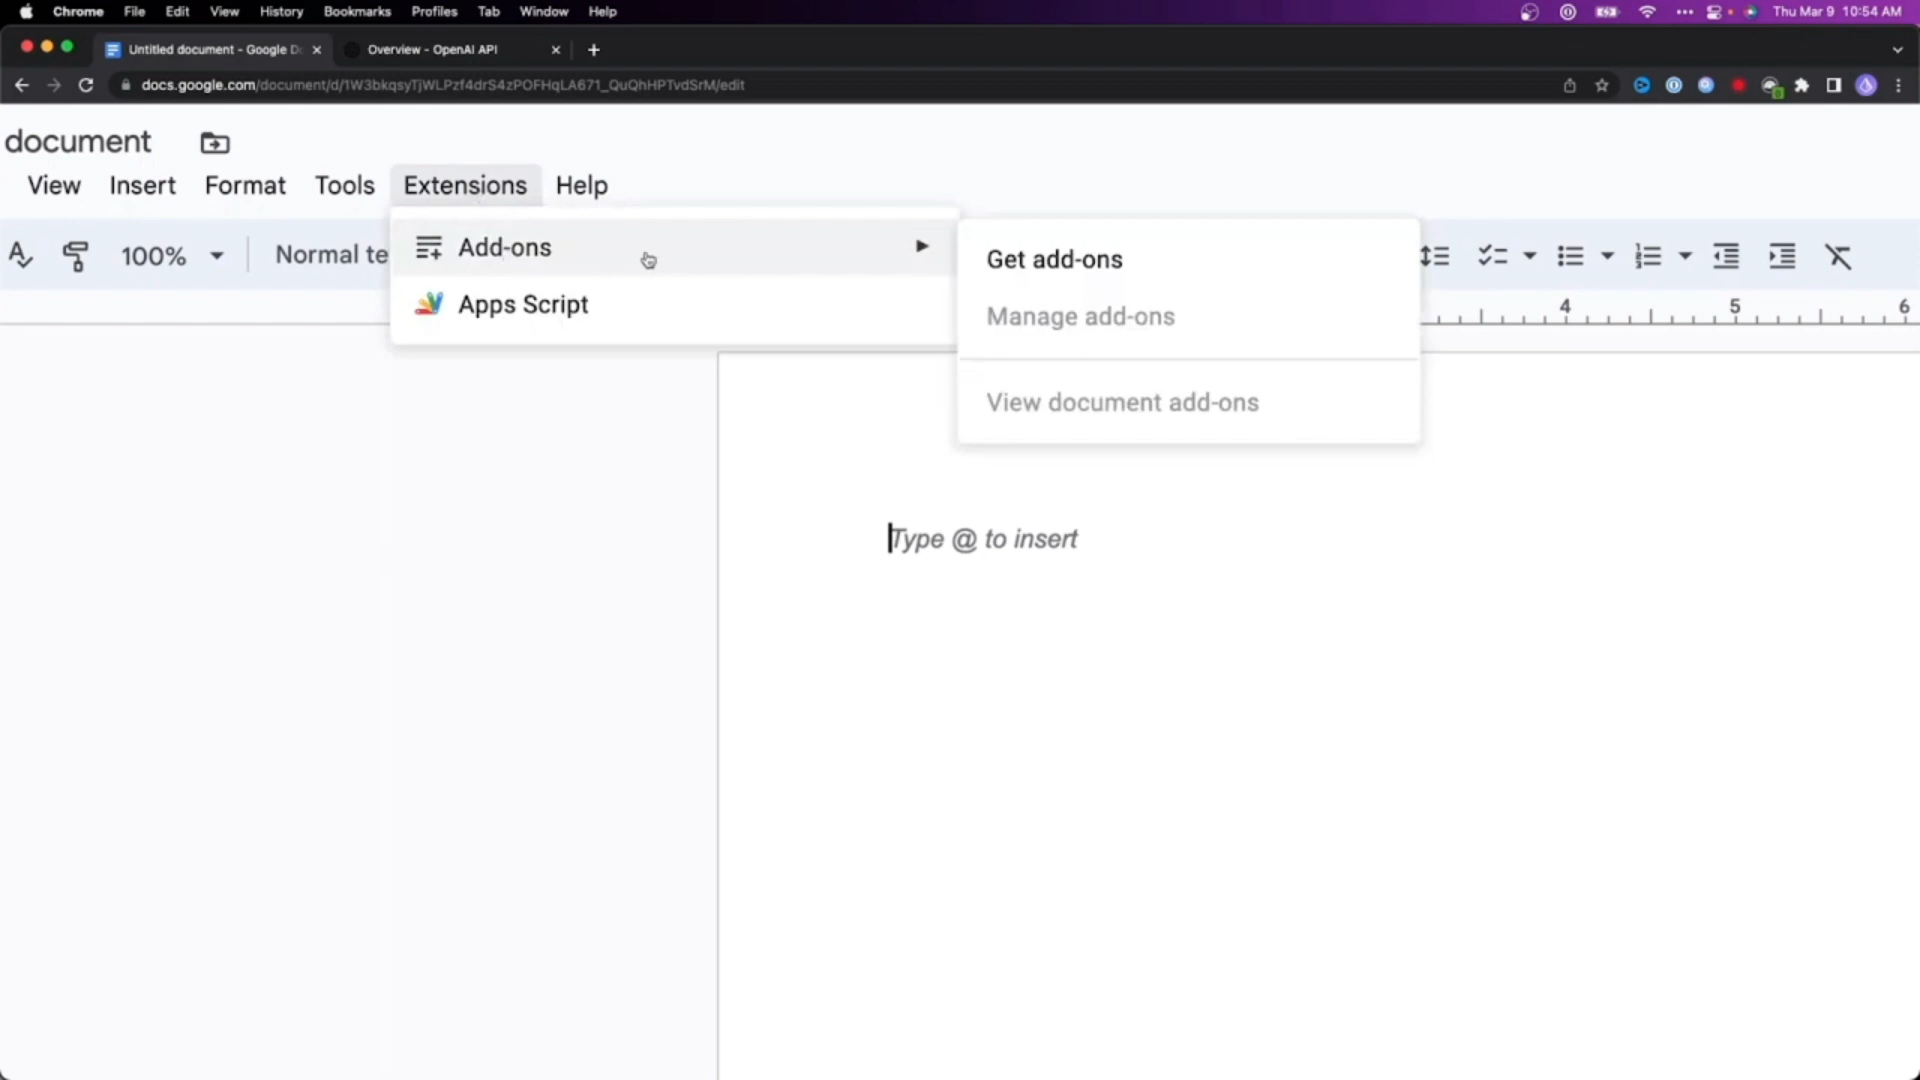 Chrome File Edit View History Bookmarks Profiles Tab Window Help Thu Mar 9 10:54 AM
Untitled document - Google D Overview - OpenAI API
docs.google.com/document/d/1W3bkqsyTjWLPzf4drS4zPOFHqLA671_QuQhHPTvdSrM/edit
document
View Insert Format Tools Extensions Help
100% Normal te Add-ons Get add-ons
Apps Script Manage add-ons 4 5 6
View document add-ons
Type @ to insert